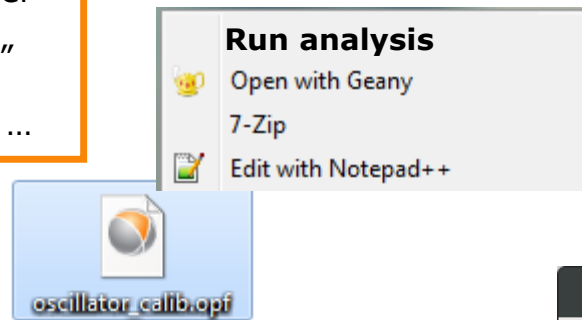 ”
...
Run analysis
Open with Geany
7-Zip
Edit with Notepad++
oscillator_calib.opf